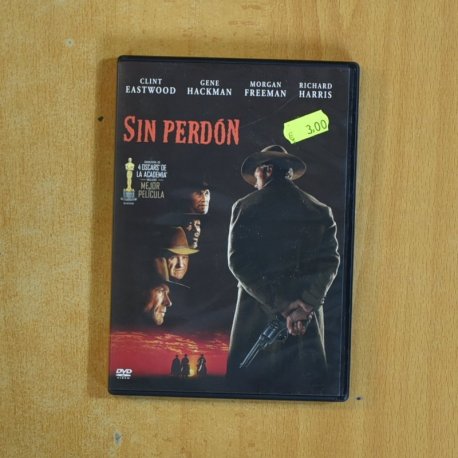 CLINT EASTWOOD
GENE HACKMAN
MORGAN FREEMAN
RICHARD HARRIS
€ 3,00
SIN PERDÓN
4 OSCARS DE
LA ACADEMIA
MEJOR
PELÍCULA
DVD
VIDEO